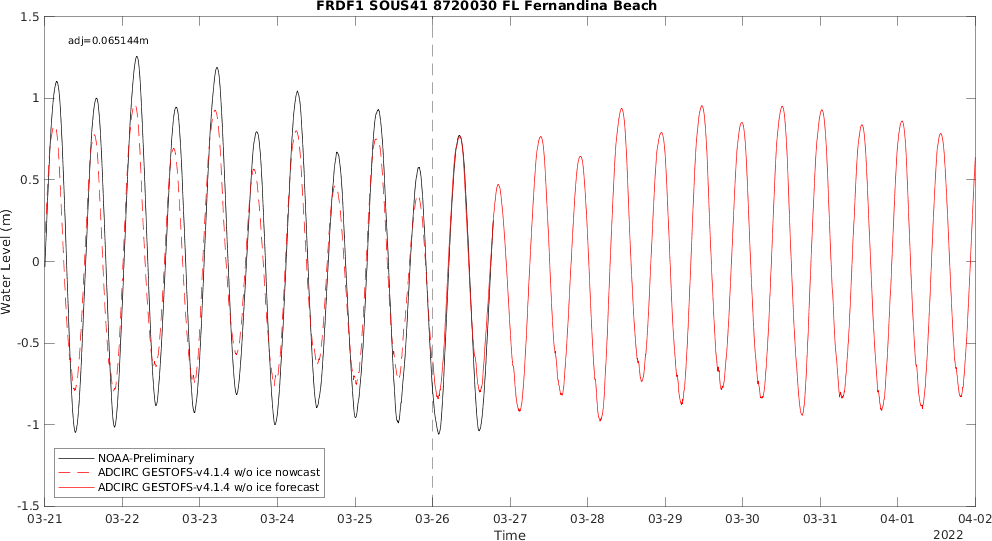 FRDF1 SOUS41 8720030 FL Fernandina Beach
adj=0.065144m
1.5
1
0.5
0
-0.5
-1
-1.5
Water Level (m)
NOAA-Preliminary
ADCIRC GESTOFS-v4.1.4 w/o ice nowcast
ADCIRC GESTOFS-v4.1.4 w/o ice forecast
03-21 03-22 03-23 03-24 03-25 03-26 03-27 03-28 03-29 03-30 03-31 04-01 04-02
Time
2022